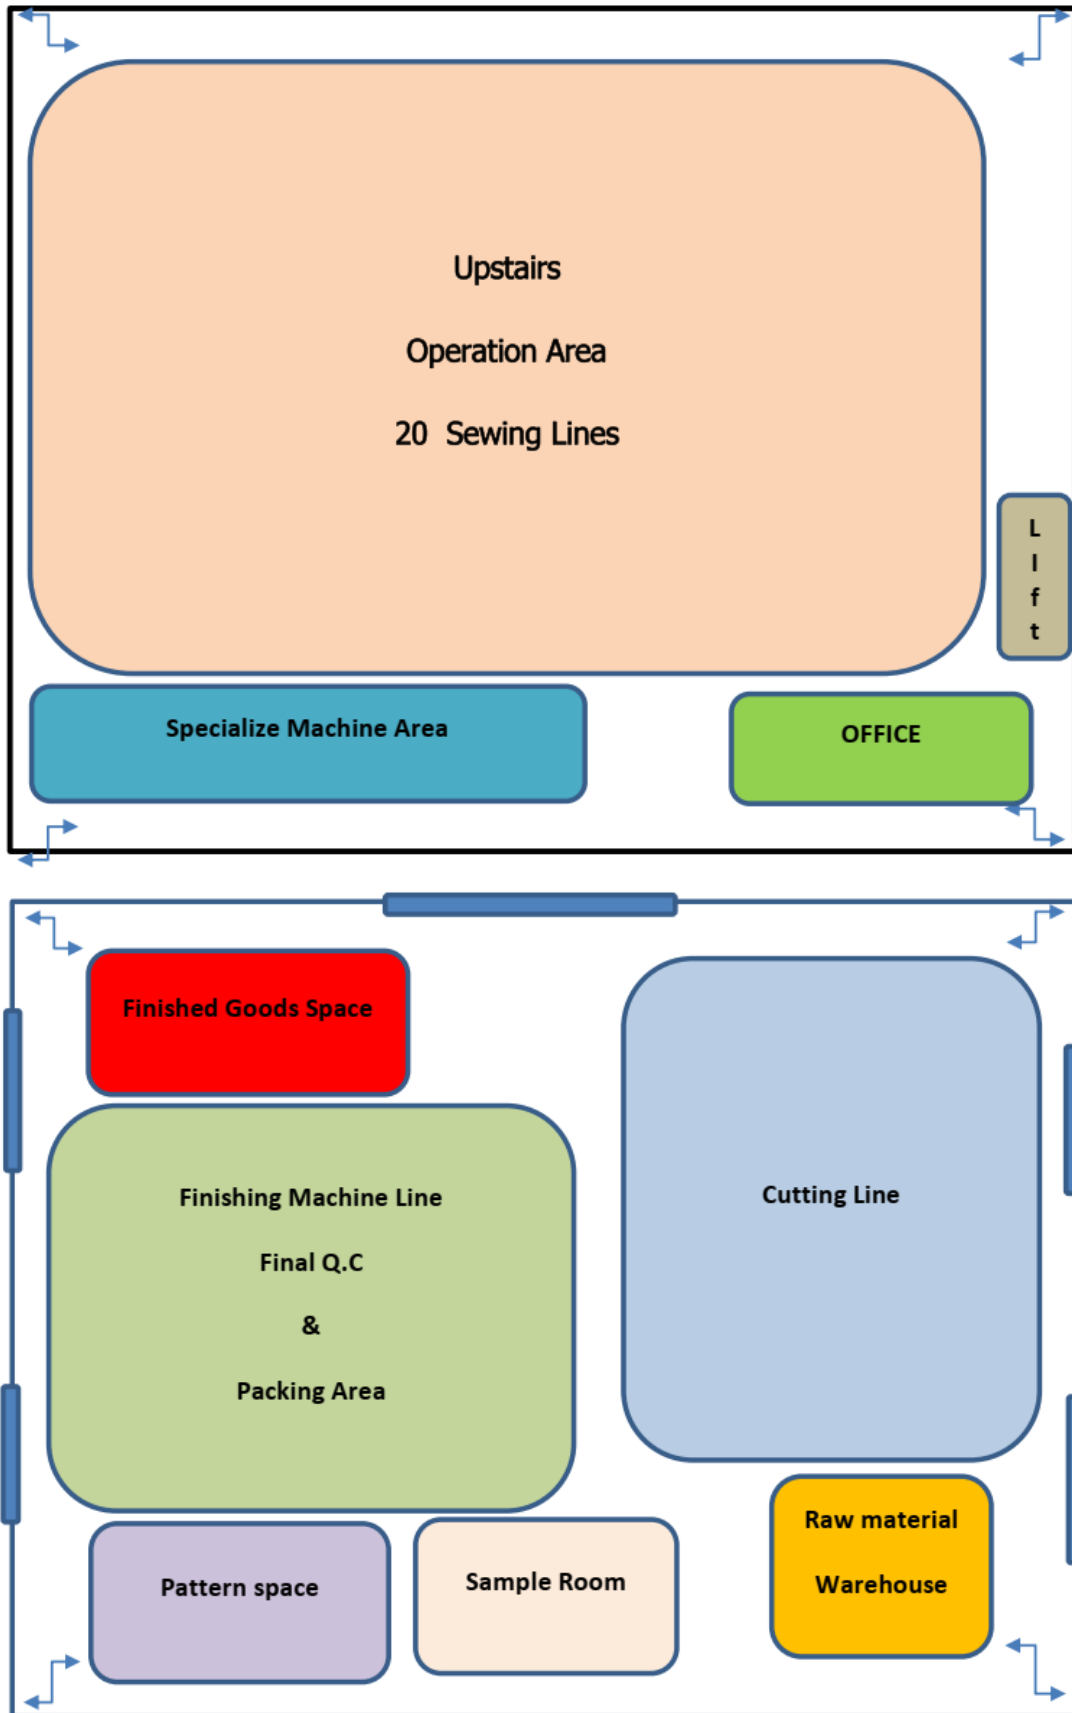 Upstairs
Operation Area
20 Sewing Lines
L
I
f
t
Specialize Machine Area
OFFICE
Finished Goods Space
Cutting Line
Finishing Machine Line
Final Q.C
&
Packing Area
Raw material
Warehouse
Pattern space
Sample Room